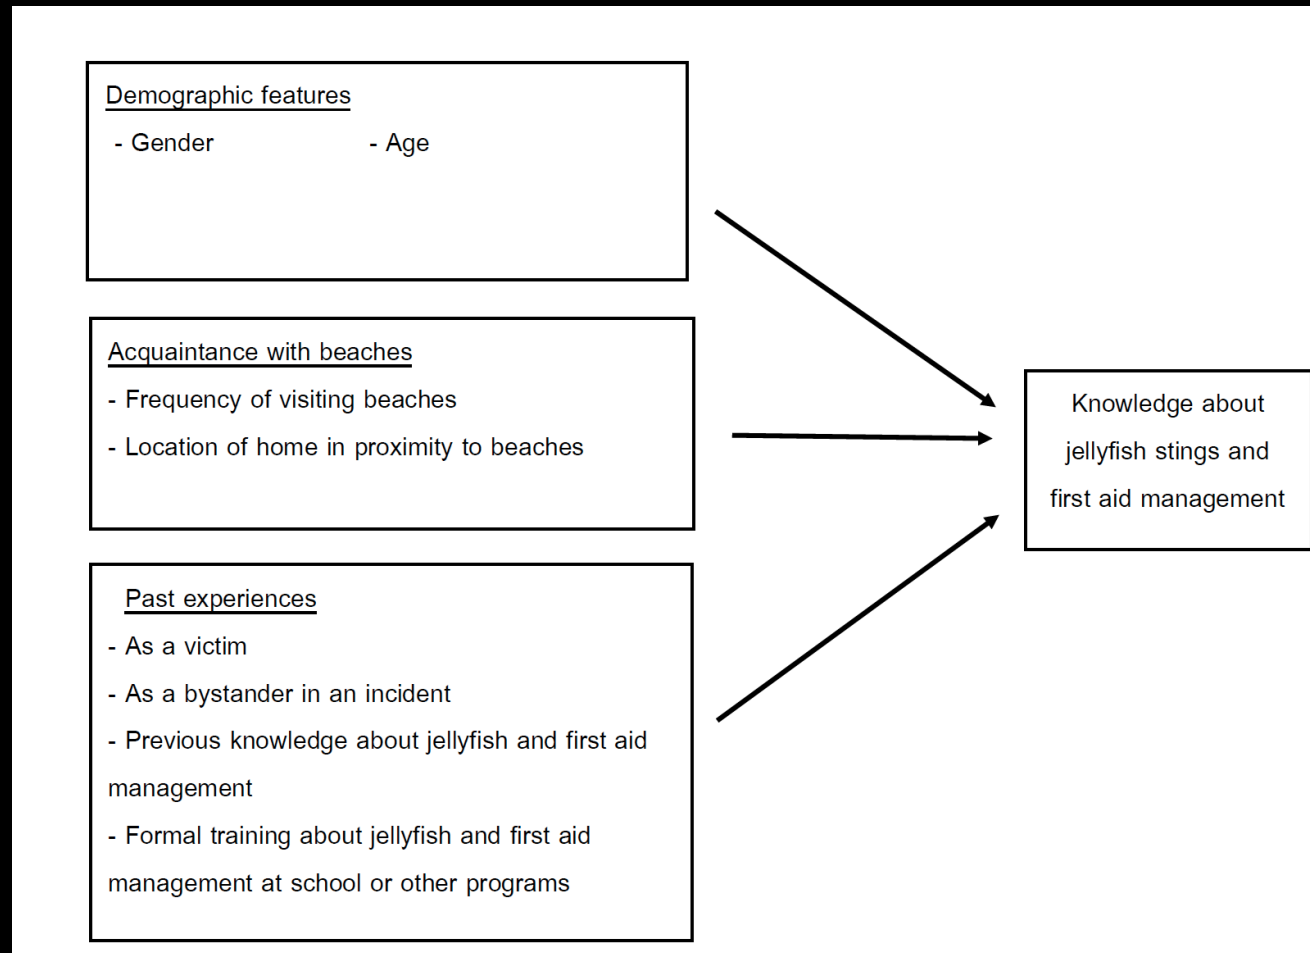 Demographic features
- Gender - Age
Acquaintance with beaches
- Frequency of visiting beaches
- Location of home in proximity to beaches
Knowledge about
jellyfish stings and
first aid management
Past experiences
- As a victim
- As a bystander in an incident
- Previous knowledge about jellyfish and first aid
management
- Formal training about jellyfish and first aid
management at school or other programs